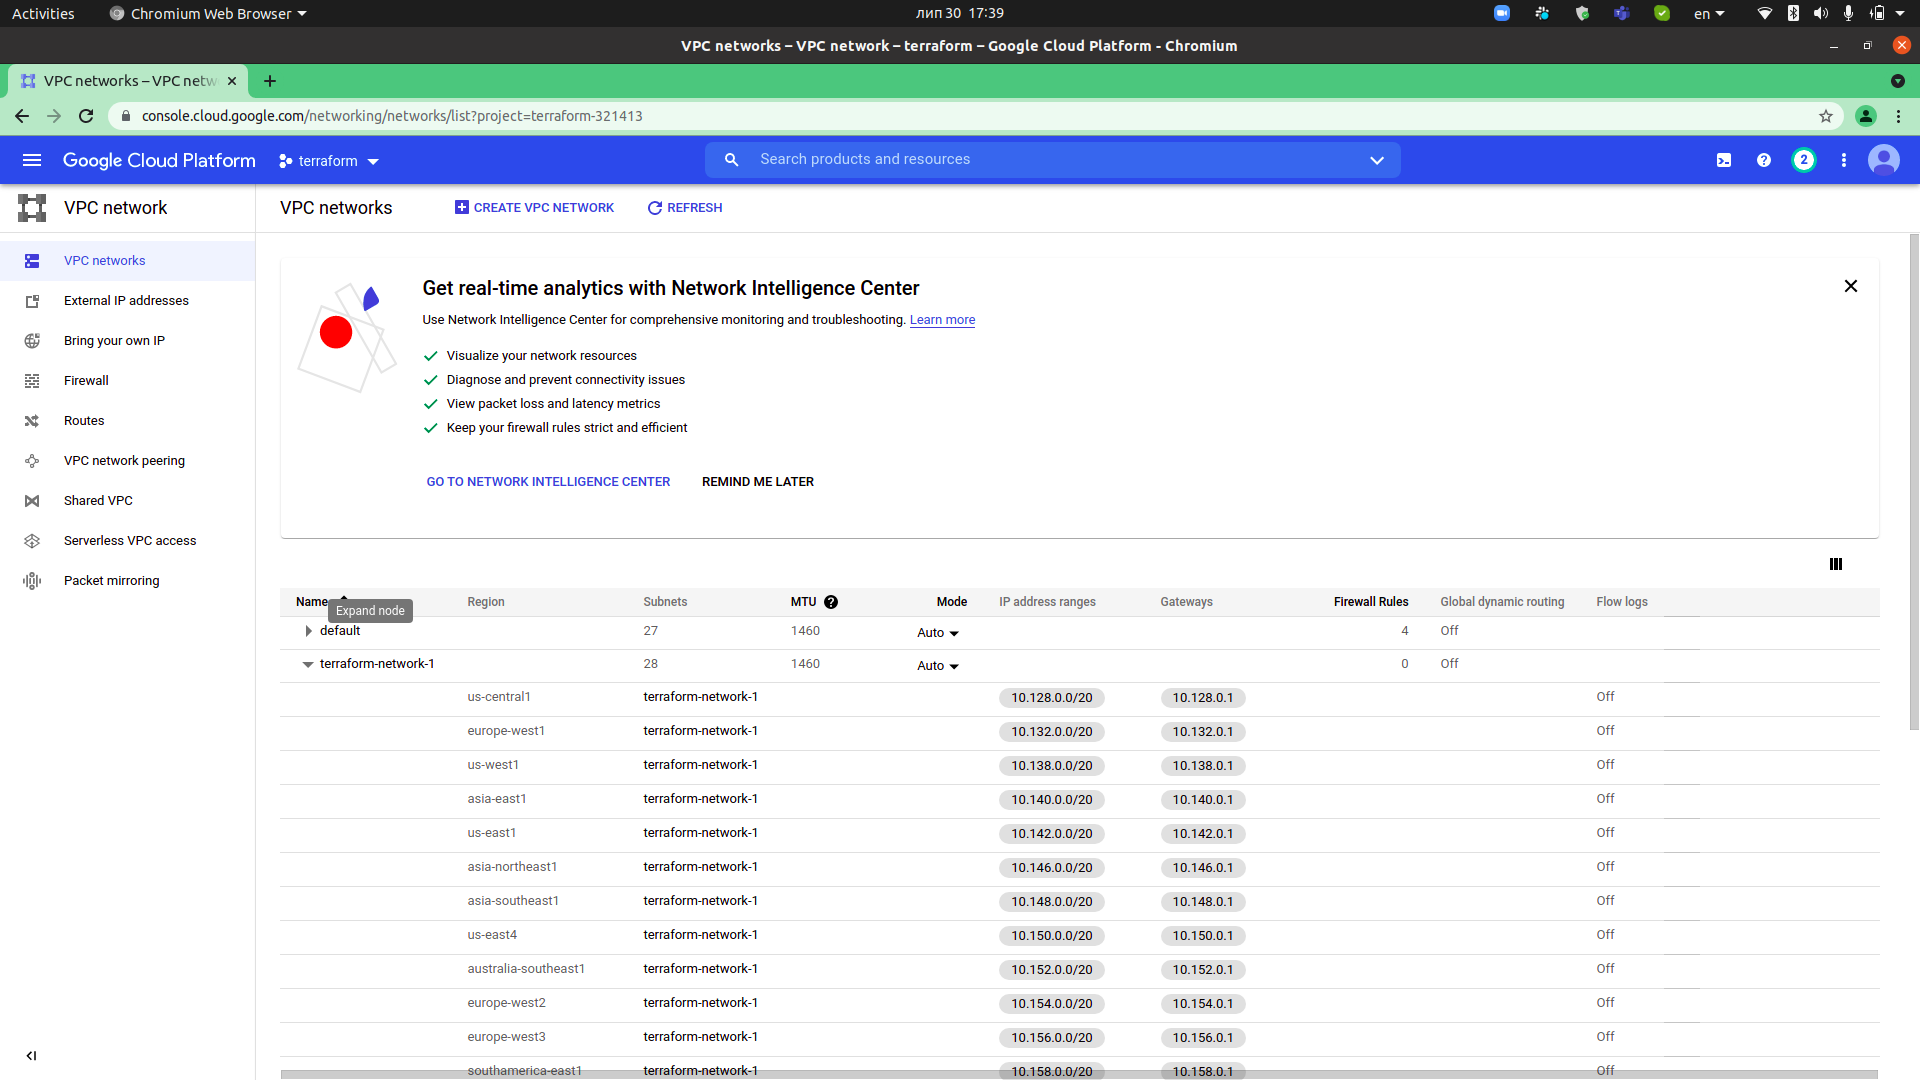 Activities
Chromium Web Browser
лип 30 17:39
en
VPC networks – VPC network – terraform – Google Cloud Platform - Chromium
VPC networks – VPC netw
console.cloud.google.com/networking/networks/list?project=terraform-321413
Google Cloud Platform
terraform
Search products and resources
2
VPC network
VPC networks
External IP addresses
Bring your own IP
Firewall
Routes
VPC network peering
Shared VPC
Serverless VPC access
Packet mirroring
VPC networks
CREATE VPC NETWORK
REFRESH
Get real-time analytics with Network Intelligence Center
Use Network Intelligence Center for comprehensive monitoring and troubleshooting. Learn more
Visualize your network resources
Diagnose and prevent connectivity issues
View packet loss and latency metrics
Keep your firewall rules strict and efficient
GO TO NETWORK INTELLIGENCE CENTER
REMIND ME LATER
Name Region Subnets MTU Mode IP address ranges Gateways Firewall Rules Global dynamic routing Flow logs
Expand node
default 27 1460 Auto 4 Off
terraform-network-1 28 1460 Auto 0 Off
us-central1 terraform-network-1 10.128.0.0/20 10.128.0.1 Off
europe-west1 terraform-network-1 10.132.0.0/20 10.132.0.1 Off
us-west1 terraform-network-1 10.138.0.0/20 10.138.0.1 Off
asia-east1 terraform-network-1 10.140.0.0/20 10.140.0.1 Off
us-east1 terraform-network-1 10.142.0.0/20 10.142.0.1 Off
asia-northeast1 terraform-network-1 10.146.0.0/20 10.146.0.1 Off
asia-southeast1 terraform-network-1 10.148.0.0/20 10.148.0.1 Off
us-east4 terraform-network-1 10.150.0.0/20 10.150.0.1 Off
australia-southeast1 terraform-network-1 10.152.0.0/20 10.152.0.1 Off
europe-west2 terraform-network-1 10.154.0.0/20 10.154.0.1 Off
europe-west3 terraform-network-1 10.156.0.0/20 10.156.0.1 Off
southamerica-east1 terraform-network-1 10.158.0.0/20 10.158.0.1 Off